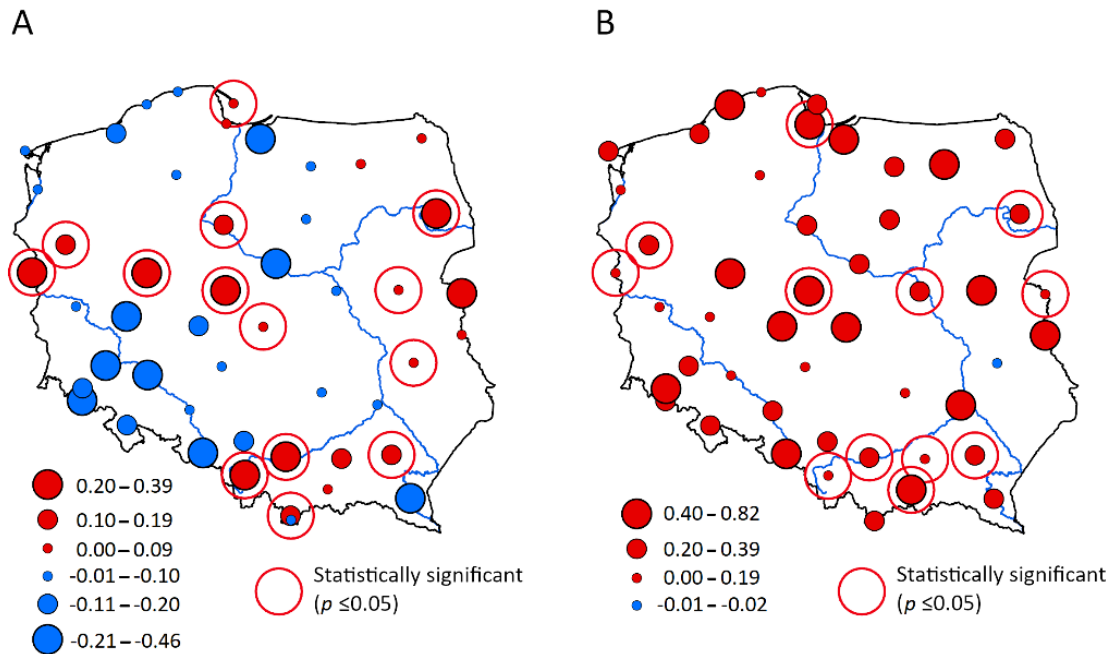 A
B
0.20 – 0.39
0.10 – 0.19
0.00 – 0.09
-0.01 – -0.10
-0.11 – -0.20
-0.21 – -0.46
Statistically significant
(p ≤0.05)
0.40 – 0.82
0.20 – 0.39
0.00 – 0.19
-0.01 – -0.02
Statistically significant
(p ≤0.05)